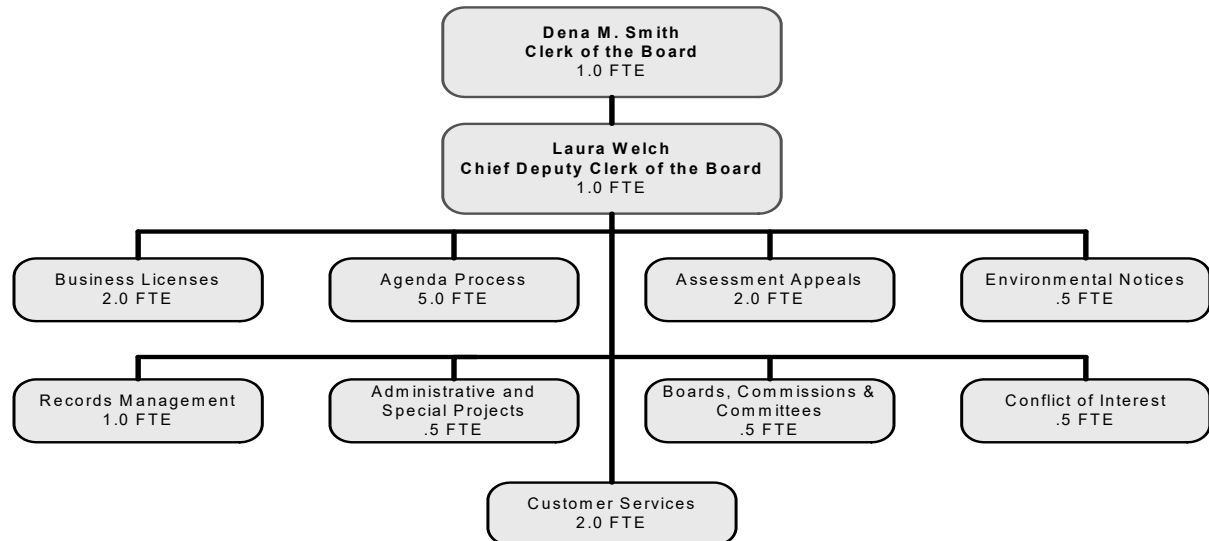 Dena M. Smith
Clerk of the Board
1.0 FTE
Laura Welch
Chief Deputy Clerk of the Board
1.0 FTE
Business Licenses
2.0 FTE
Agenda Process
5.0 FTE
Assessment Appeals
2.0 FTE
Environmental Notices
.5 FTE
Records Management
1.0 FTE
Administrative and
Special Projects
.5 FTE
Boards, Commissions &
Committees
.5 FTE
Conflict of Interest
.5 FTE
Customer Services
2.0 FTE